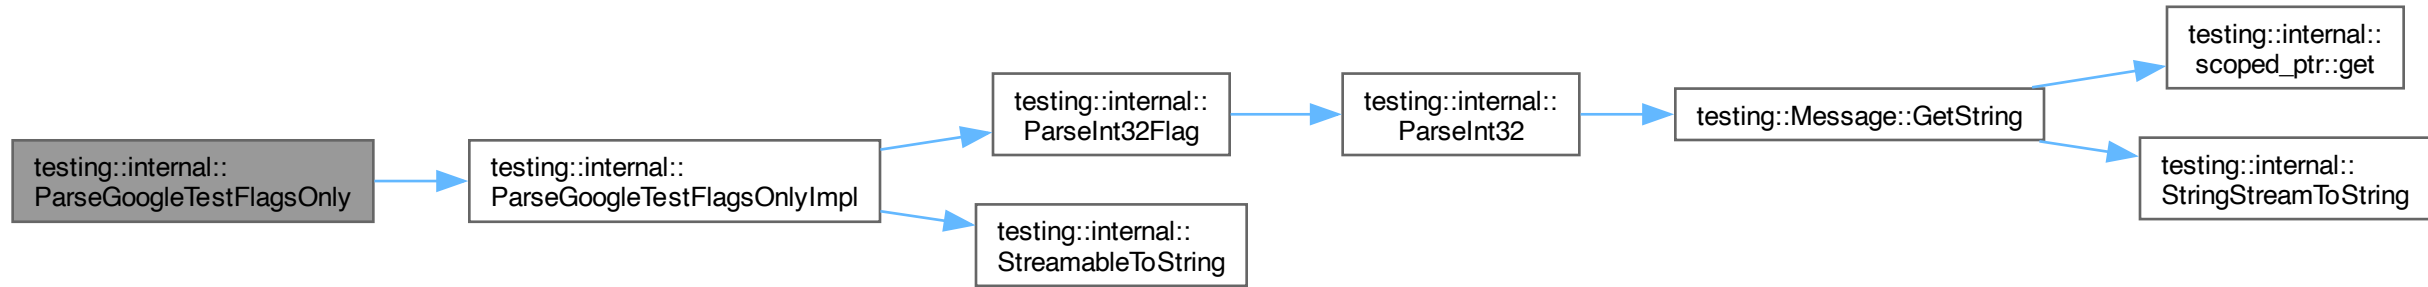 testing::internal::
ParseGoogleTestFlagsOnly
testing::internal::
ParseGoogleTestFlagsOnlyImpl
testing::internal::
ParseInt32Flag
testing::internal::
StreamableToString
testing::internal::
ParseInt32
testing::Message::GetString
testing::internal::
scoped_ptr::get
testing::internal::
StringStreamToString